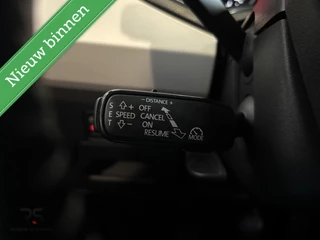 Nieuw binnen
- DISTANCE +
S E T
SPEED
+ OFF
CANCEL
- ON
RESUME
MODE